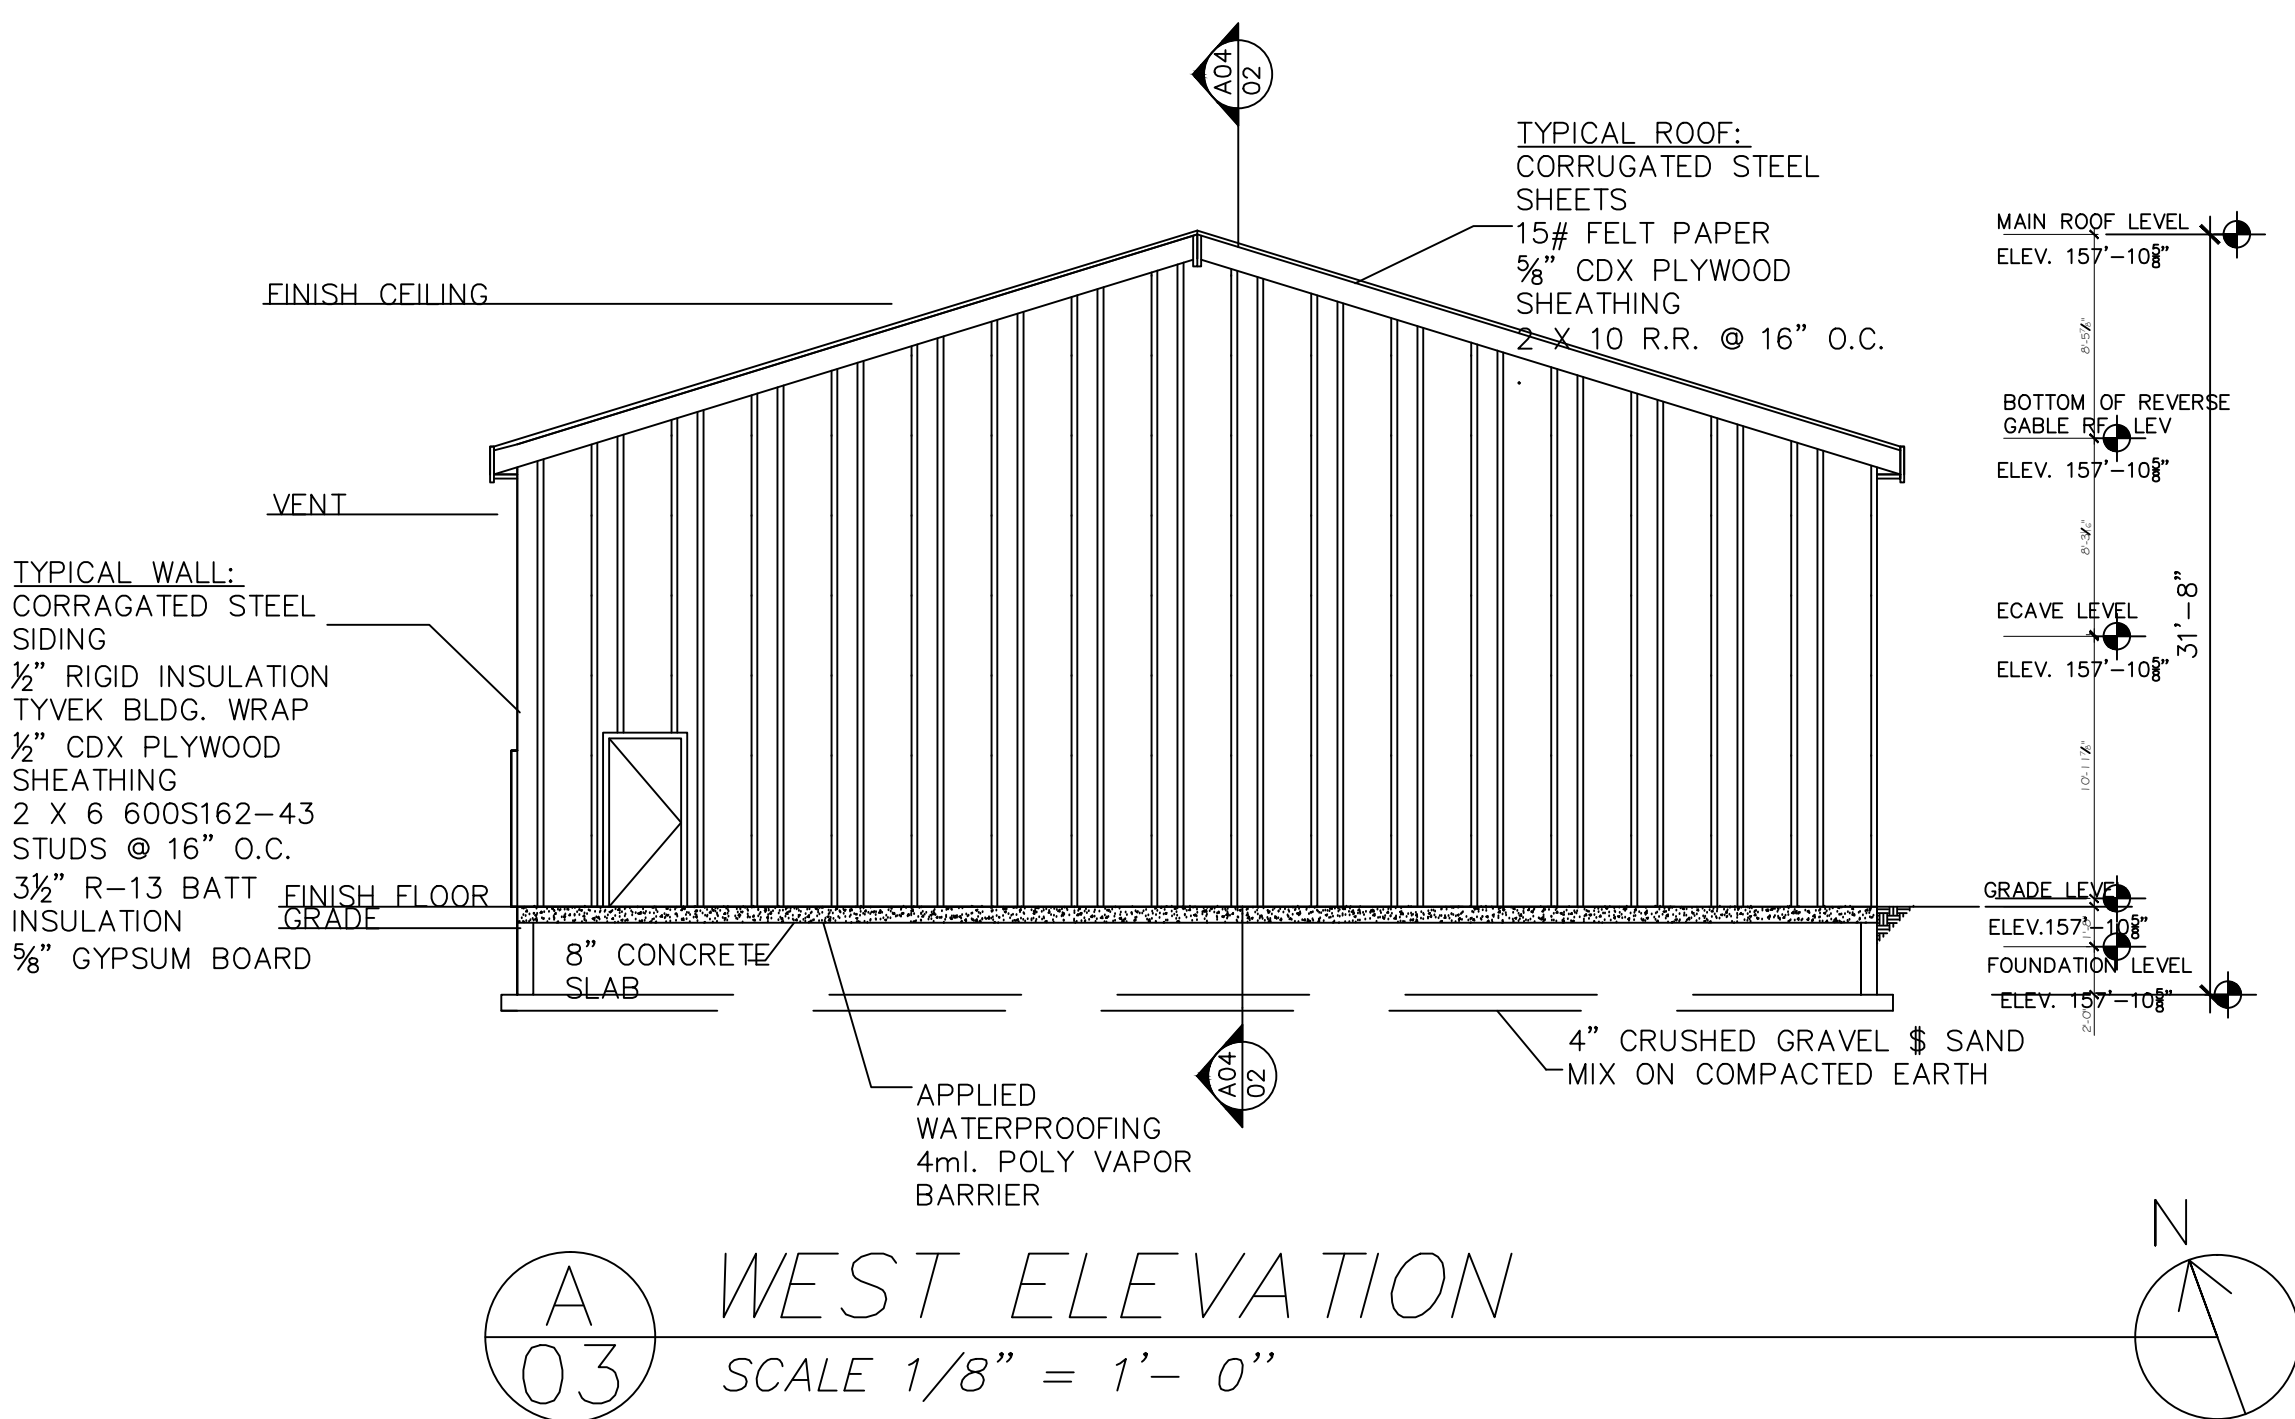 A04
02
TYPICAL ROOF:
CORRUGATED STEEL
SHEETS
15# FELT PAPER
⅝" CDX PLYWOOD
SHEATHING
2 X 10 R.R. @ 16" O.C.
.
MAIN ROOF LEVEL
ELEV. 157'-10⅝"
8'-5⅞"
FINISH CEILING
BOTTOM OF REVERSE
GABLE RF. LEV
ELEV. 157'-10⅝"
VENT
ECAVE LEVEL
ELEV. 157'-10⅝"
31'-8"
10'-11⅞"
TYPICAL WALL:
CORRAGATED STEEL
SIDING
½" RIGID INSULATION
TYVEK BLDG. WRAP
½" CDX PLYWOOD
SHEATHING
2 X 6 600S162-43
STUDS @ 16" O.C.
3½" R-13 BATT
INSULATION
⅝" GYPSUM BOARD
FINISH FLOOR
GRADE
GRADE LEVEL
ELEV.157'-10⅝"
FOUNDATION LEVEL
ELEV. 157'-10⅝"
8" CONCRETE
SLAB
4" CRUSHED GRAVEL $ SAND
MIX ON COMPACTED EARTH
A04
02
APPLIED
WATERPROOFING
4ml. POLY VAPOR
BARRIER
N
A
03
WEST ELEVATION
SCALE 1/8" = 1'- 0"